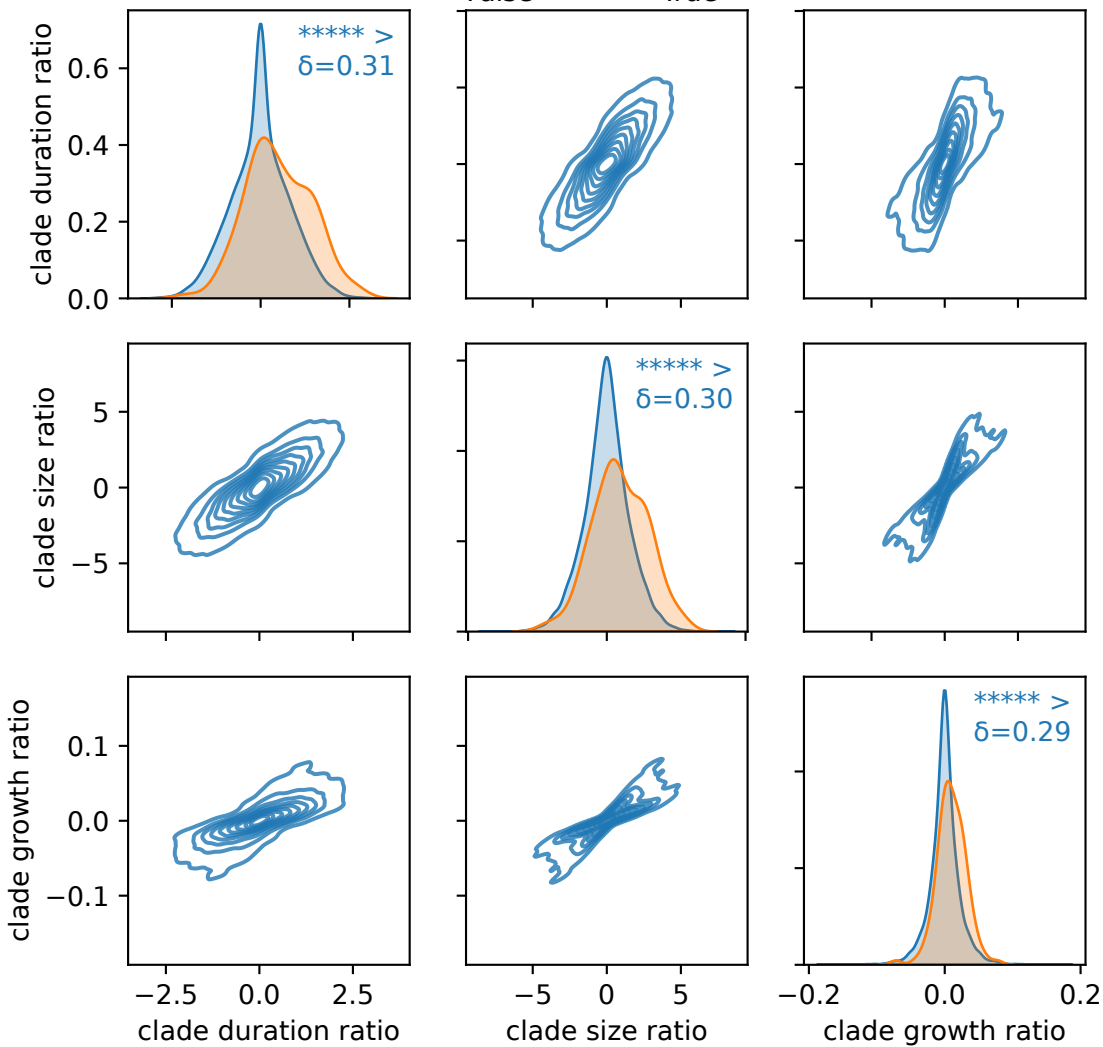 ***** >
δ=0.31
clade duration ratio
0.6
0.4
0.2
0.0
***** >
δ=0.30
clade size ratio
5
0
−5
***** >
δ=0.29
clade growth ratio
0.1
0.0
−0.1
−2.5 0.0 2.5 −5 0 5 −0.2 0.0 0.2
clade duration ratio clade size ratio clade growth ratio